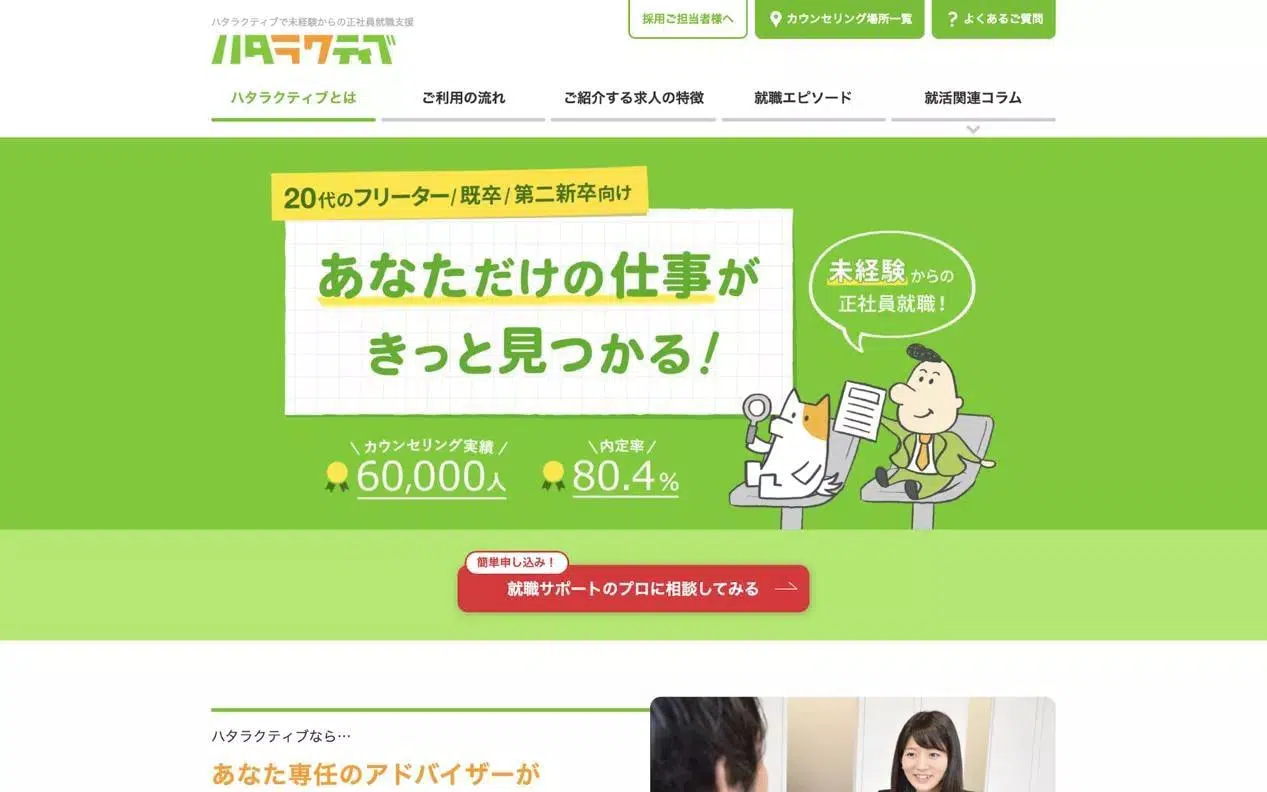 ハタラクティブで未経験からの正社員就職支援
ハタラクティブ
採用ご担当者様へ
カウンセリング場所一覧
? よくあるご質問
ハタラクティブとは
ご利用の流れ
ご紹介する求人の特徴
就職エピソード
就活関連コラム
20代のフリーター/既卒/第二新卒向け
あなただけの仕事が
きっと見つかる!
未経験からの
正社員就職!
\カウンセリング実績/
60,000人
\内定率/
80.4%
簡単申し込み!
就職サポートのプロに相談してみる
ハタラクティブなら…
あなた専任のアドバイザーが